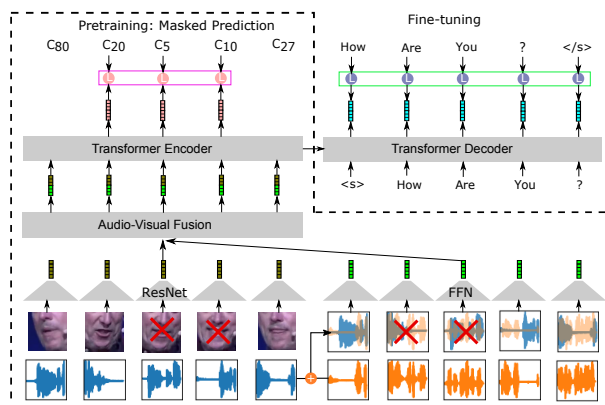 Pretraining: Masked Prediction
Fine-tuning
C80 C20 C5 C10 C27
How Are You ? </s>
L L L
L L L L L
Transformer Encoder
Transformer Decoder
<s> How Are You ?
Audio-Visual Fusion
ResNet
FFN
+